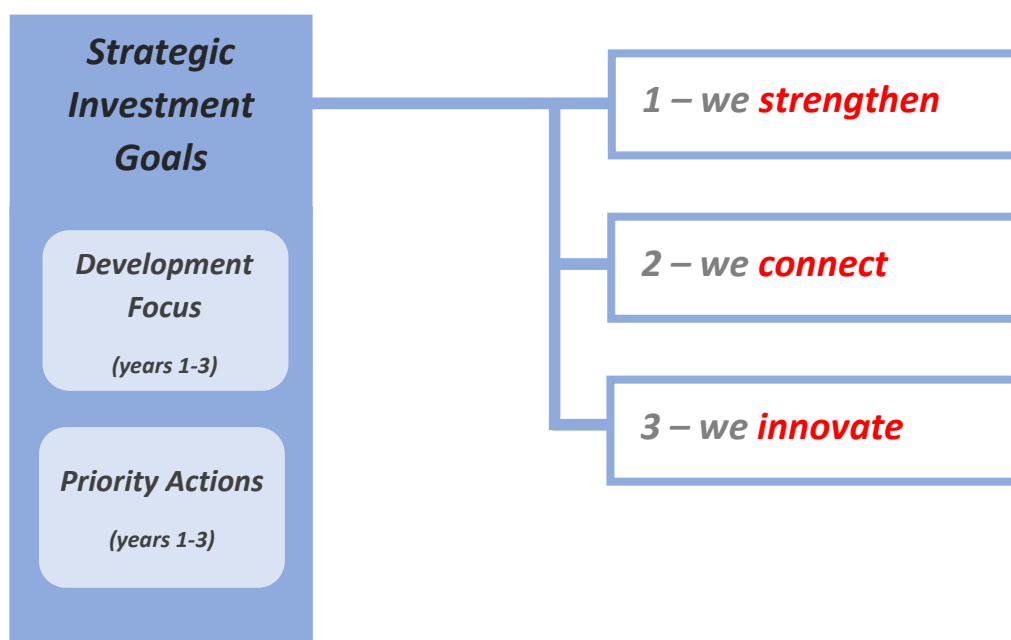 Strategic
Investment
Goals
Development
Focus
(years 1-3)
Priority Actions
(years 1-3)
1 – we strengthen
2 – we connect
3 – we innovate